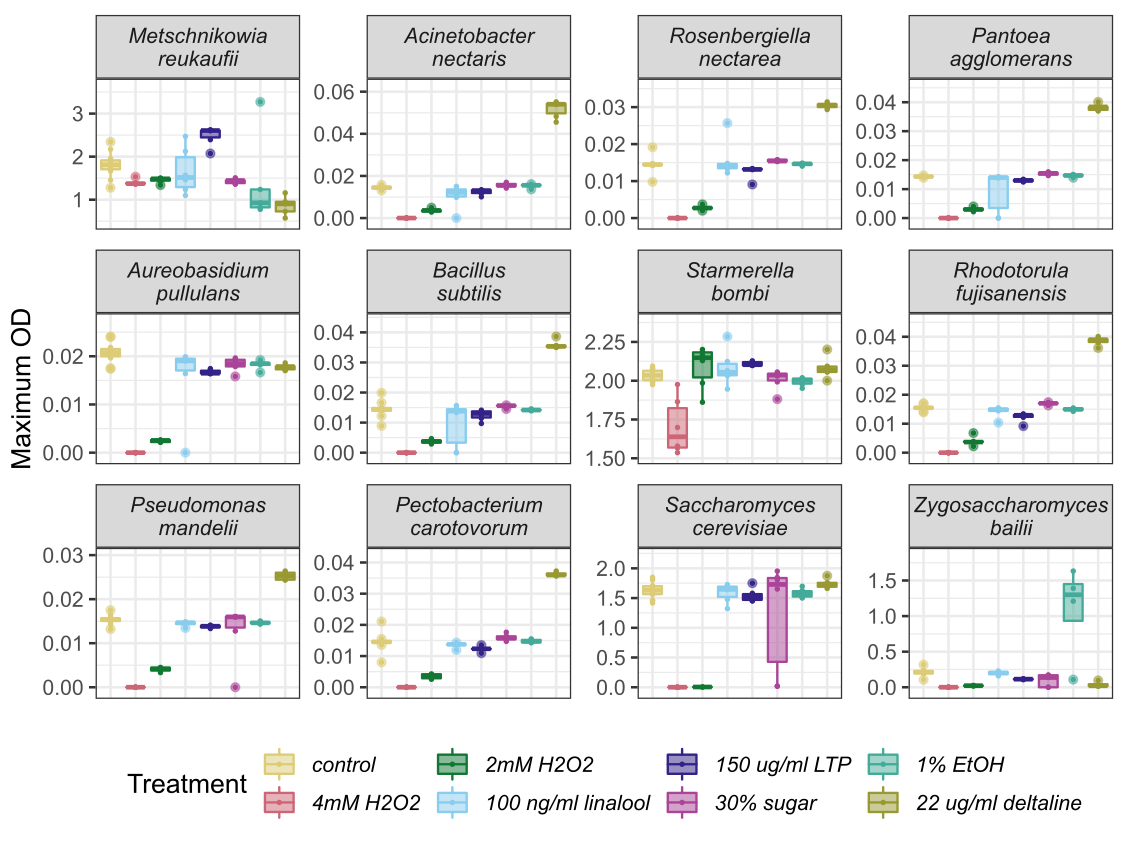 Metschnikowia
reukaufii
Acinetobacter
nectaris
Rosenbergiella
nectarea
Pantoea
agglomerans
3
2
1
0.06
0.04
0.02
0.00
0.03
0.02
0.01
0.00
0.04
0.03
0.02
0.01
0.00
Aureobasidium
pullulans
Bacillus
subtilis
Starmerella
bombi
Rhodotorula
fujisanensis
0.02
0.01
0.00
0.04
0.03
0.02
0.01
0.00
2.25
2.00
1.75
1.50
0.04
0.03
0.02
0.01
0.00
Maximum OD
Pseudomonas
mandelii
Pectobacterium
carotovorum
Saccharomyces
cerevisiae
Zygosaccharomyces
bailii
0.03
0.02
0.01
0.00
0.04
0.03
0.02
0.01
0.00
2.0
1.5
1.0
0.5
0.0
1.5
1.0
0.5
0.0
Treatment
control
2mM H2O2
150 ug/ml LTP
1% EtOH
4mM H2O2
100 ng/ml linalool
30% sugar
22 ug/ml deltaline